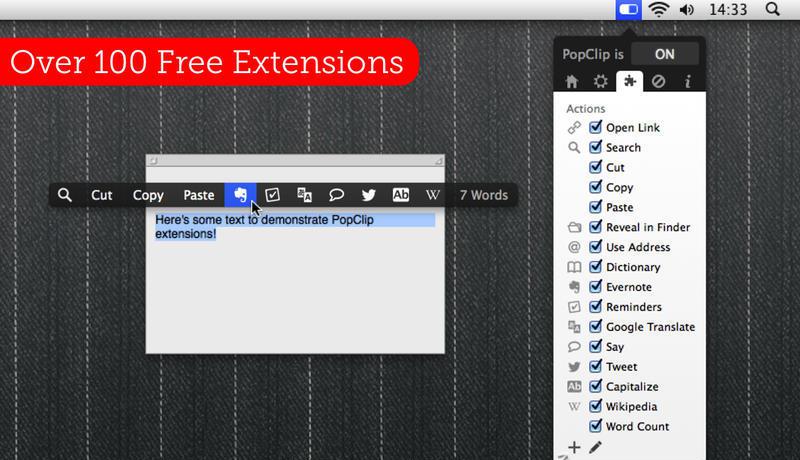 14:33
Over 100 Free Extensions
PopClip is ON
i
Actions
Open Link
Search
Cut
Copy
Paste
Reveal in Finder
@ Use Address
Dictionary
Evernote
Reminders
Google Translate
Say
Tweet
Ab Capitalize
W Wikipedia
Word Count
Cut Copy Paste Ab W 7 Words
Here's some text to demonstrate PopClip
extensions!